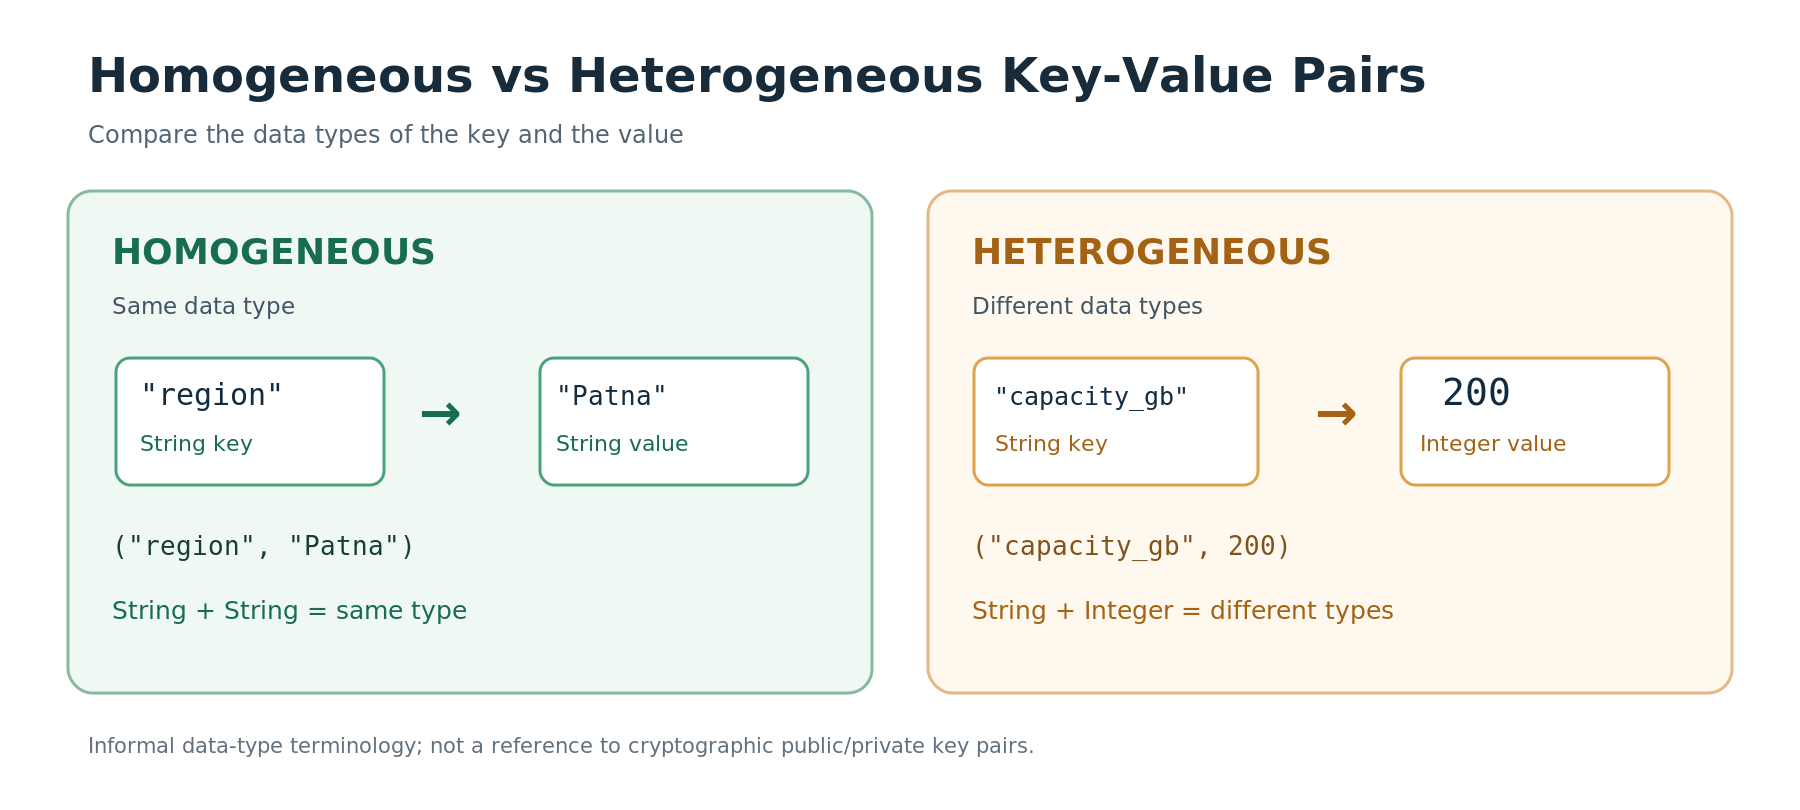 Homogeneous vs Heterogeneous Key-Value Pairs
Compare the data types of the key and the value
HOMOGENEOUS
Same data type
"region"
String key
→
"Patna"
String value
("region", "Patna")
String + String = same type
HETEROGENEOUS
Different data types
"capacity_gb"
String key
→
200
Integer value
("capacity_gb", 200)
String + Integer = different types
Informal data-type terminology; not a reference to cryptographic public/private key pairs.